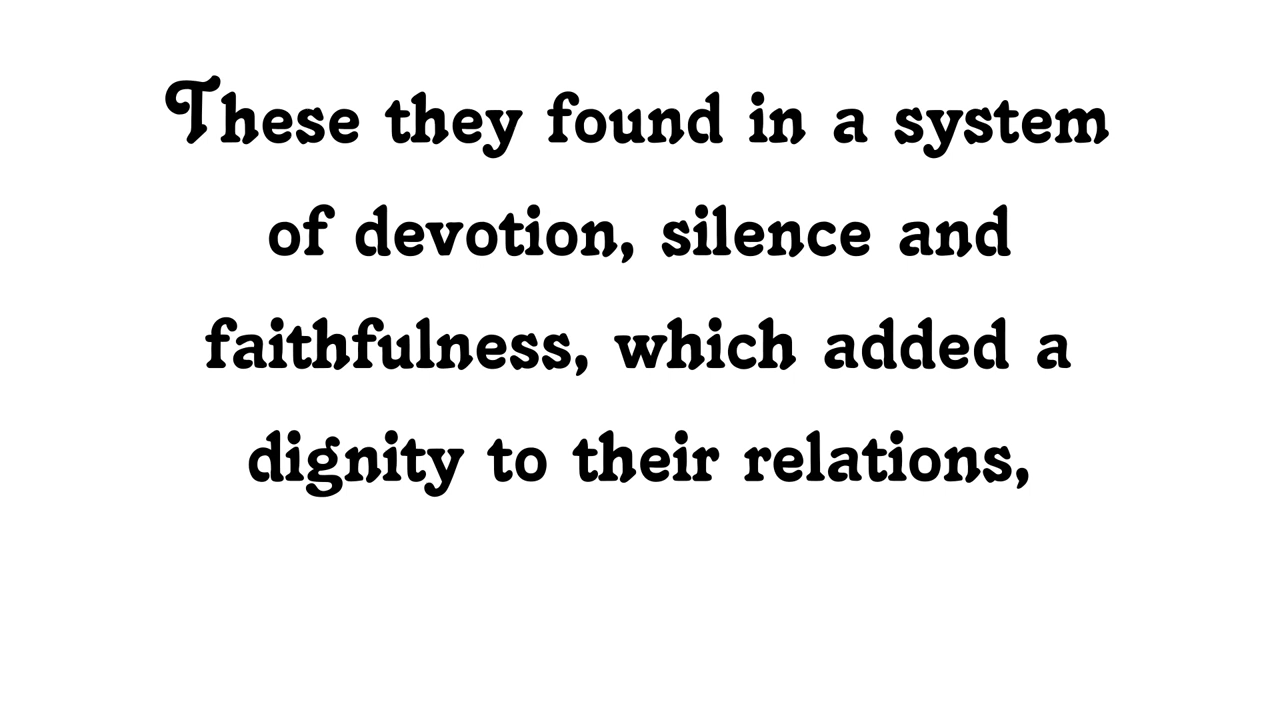 These they found in a system
of devotion, silence and
faithfulness, which added a
dignity to their relations,